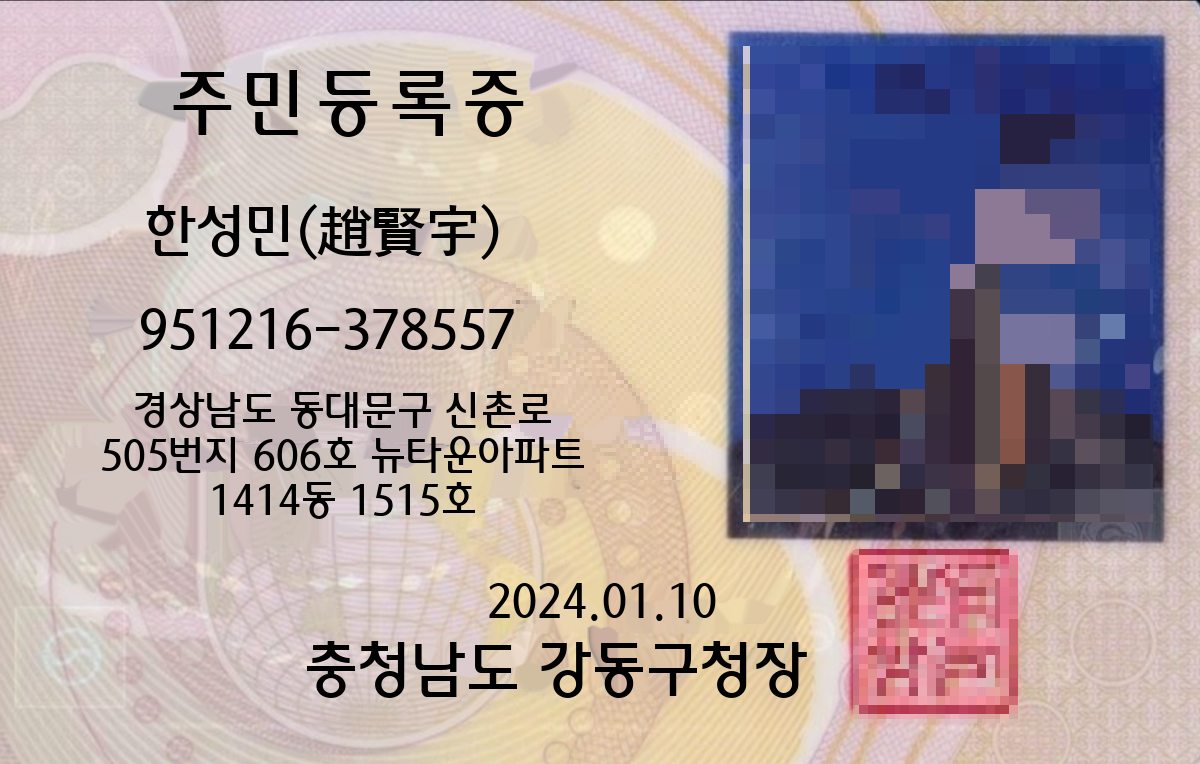 주민등록증
한성민(趙賢宇)
951216-378557
경상남도 동대문구 신촌로
505번지 606호 뉴타운아파트
1414동 1515호
2024.01.10
충청남도 강동구청장